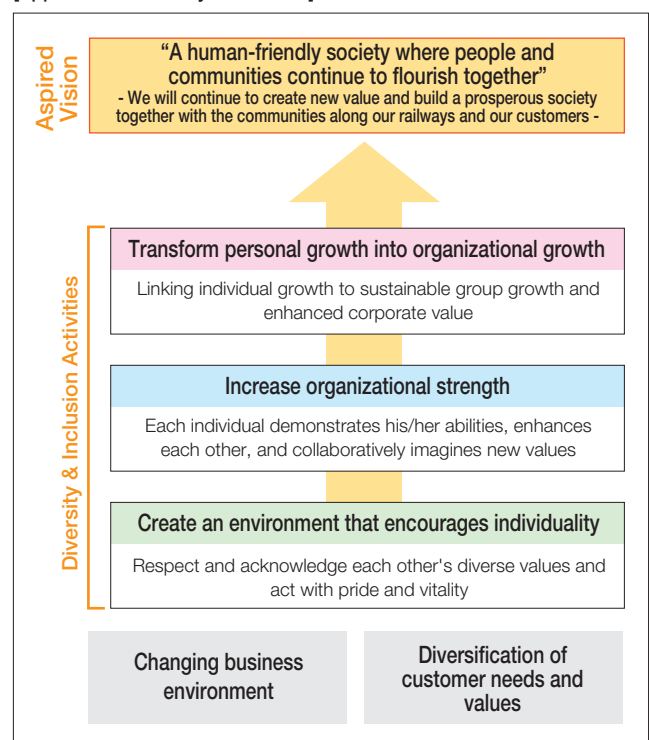 Aspired
Vision
“A human-friendly society where people and
communities continue to flourish together”
- We will continue to create new value and build a prosperous society
together with the communities along our railways and our customers -
Diversity & Inclusion Activities
Transform personal growth into organizational growth
Linking individual growth to sustainable group growth and
enhanced corporate value
Increase organizational strength
Each individual demonstrates his/her abilities, enhances
each other, and collaboratively imagines new values
Create an environment that encourages individuality
Respect and acknowledge each other's diverse values and
act with pride and vitality
Changing business
environment
Diversification of
customer needs and
values